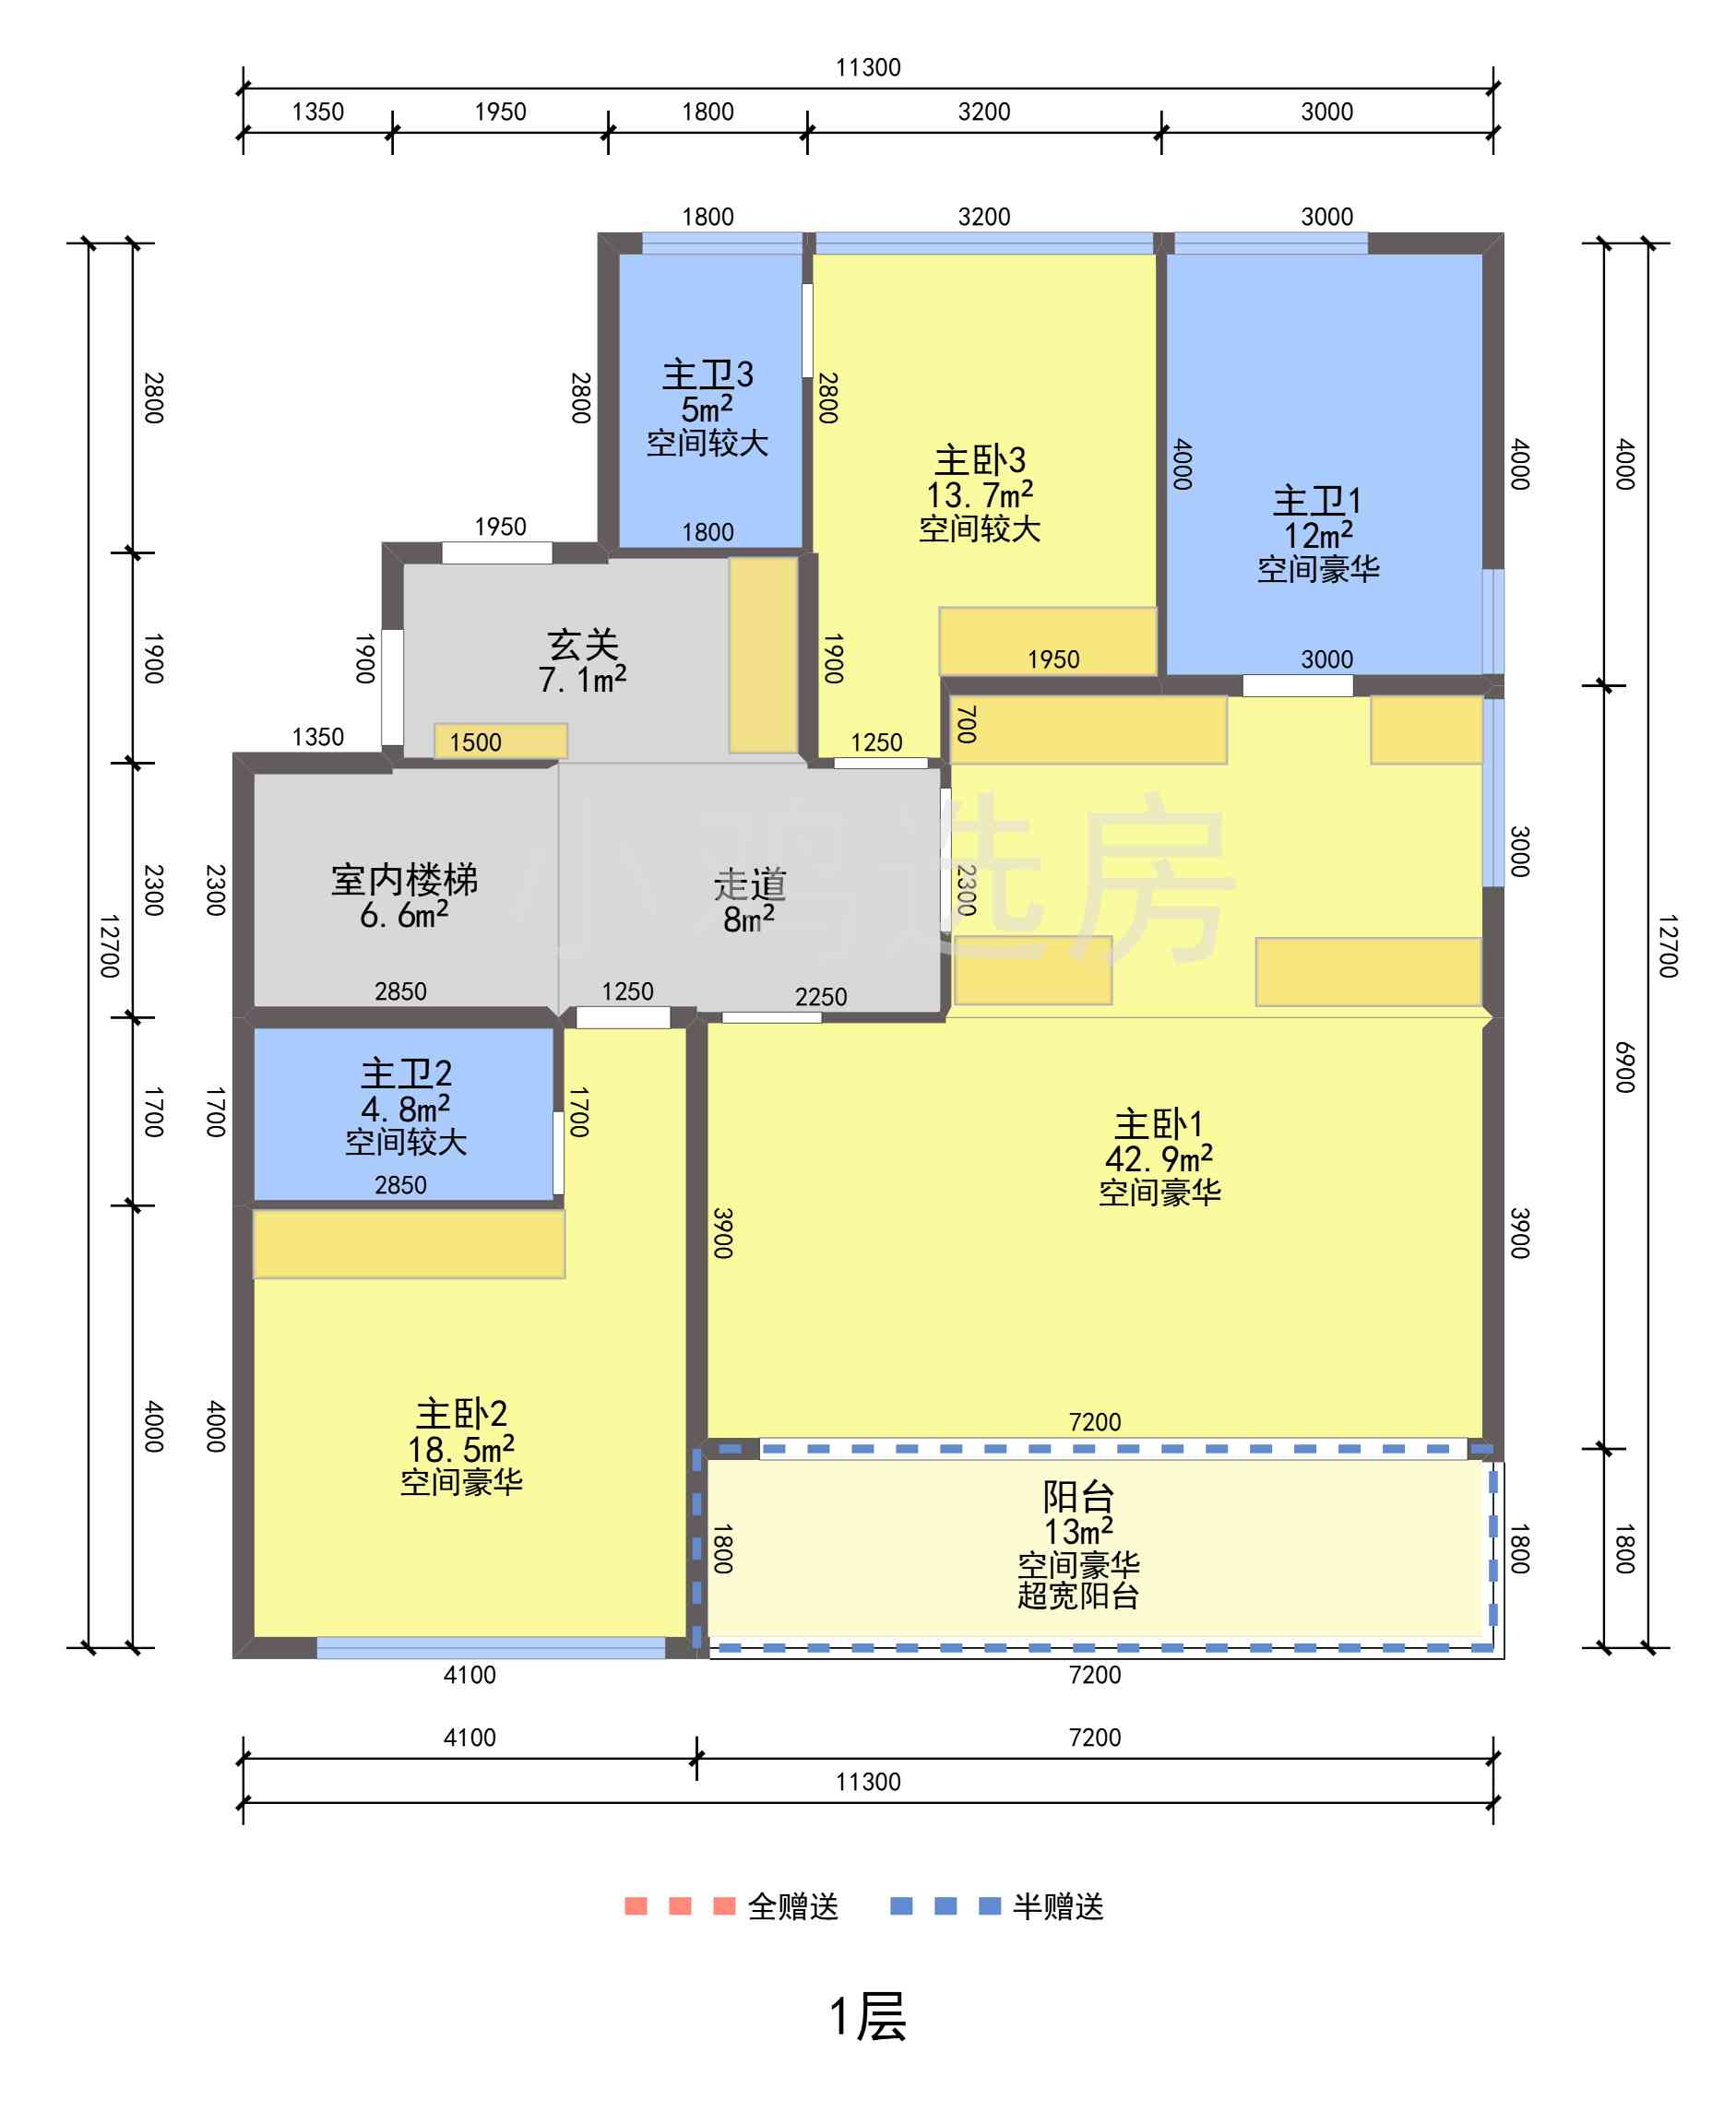 11300
1350
1950
1800
3200
3000
1800
3200
3000
2800
2800
2800
4000
4000
4000
主卫3
5m²
空间较大
1800
主卧3
13.7m²
空间较大
主卫1
12m²
空间豪华
1950
1900
1900
1900
玄关
7.1m²
1950
3000
700
1350
1500
1250
小鸡选房
2300
2300
室内楼梯
6.6m²
走道
8m²
2300
3000
12700
12700
2850
1250
2250
1700
1700
主卫2
4.8m²
空间较大
2850
1700
6900
主卧1
42.9m²
空间豪华
3900
3900
4000
4000
主卧2
18.5m²
空间豪华
7200
阳台
13m²
空间豪华
超宽阳台
1800
1800
1800
4100
7200
4100
7200
11300
全赠送
半赠送
1层